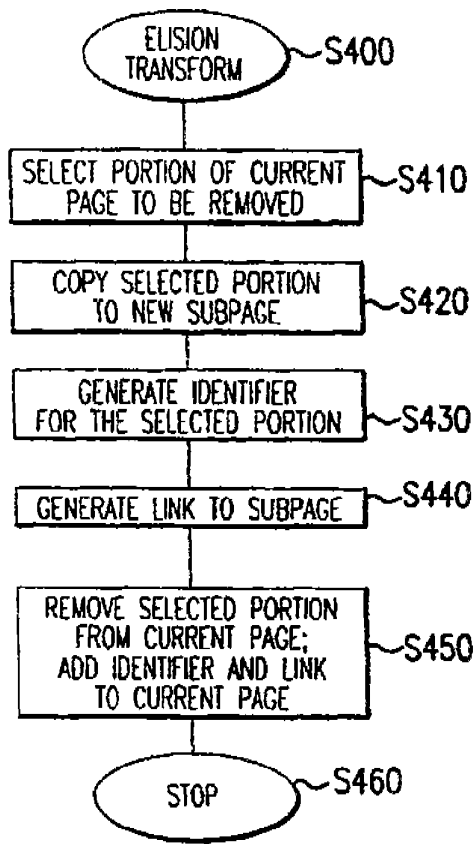 ELISION
TRANSFORM
S400
SELECT PORTION OF CURRENT
PAGE TO BE REMOVED
S410
COPY SELECTED PORTION
TO NEW SUBPAGE
S420
GENERATE IDENTIFIER
FOR THE SELECTED PORTION
S430
GENERATE LINK TO SUBPAGE
S440
REMOVE SELECTED PORTION
FROM CURRENT PAGE;
ADD IDENTIFIER AND LINK
TO CURRENT PAGE
S450
STOP
S460